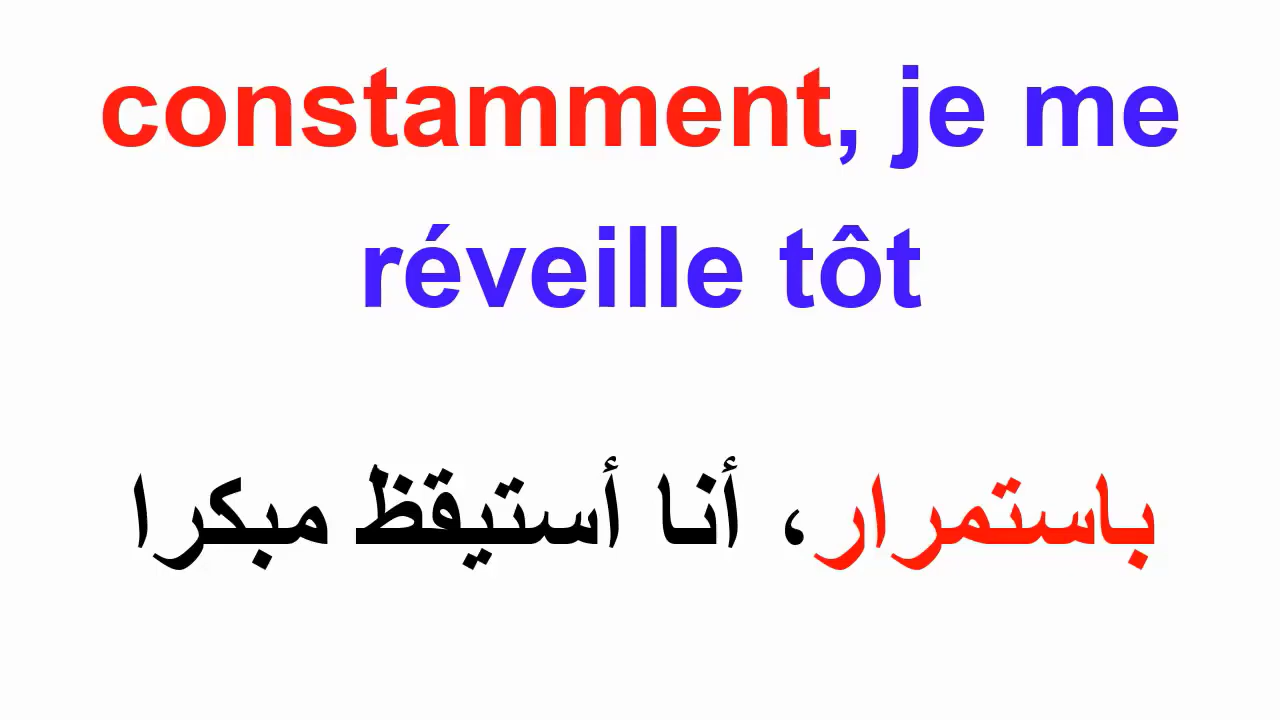 constamment, je me
réveille tôt
باستمرار، أنا أستيقظ مبكرا